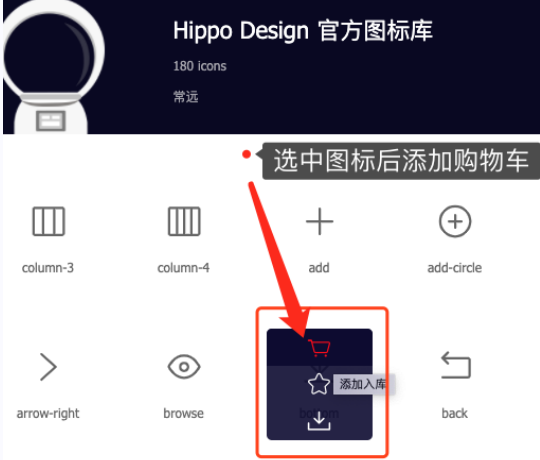 Hippo Design 官方图标库
180 icons
常远
选中图标后添加购物车
column-3
column-4
add
add-circle
添加入库
arrow-right
browse
bottom
back